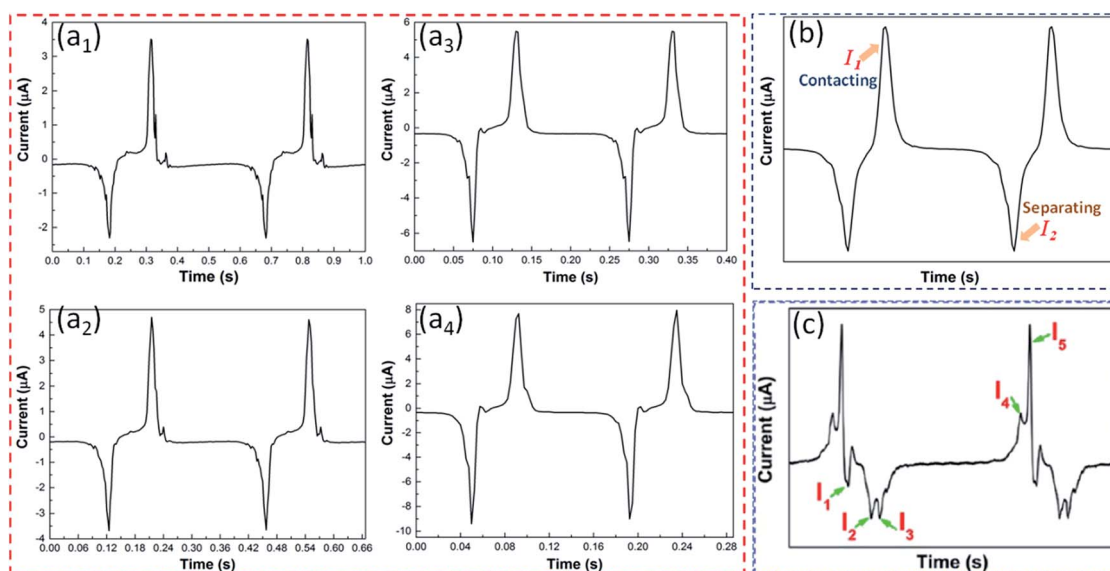 (a1)
Current (μA)
4
3
2
1
0
-1
-2
0.0 0.1 0.2 0.3 0.4 0.5 0.6 0.7 0.8 0.9 1.0
Time (s)
(a3)
Current (μA)
6
4
2
0
-2
-4
-6
0.00 0.05 0.10 0.15 0.20 0.25 0.30 0.35 0.40
Time (s)
(b)
Current (μA)
I1
Contacting
Separating
I2
Time (s)
(a2)
Current (μA)
5
4
3
2
1
0
-1
-2
-3
-4
0.00 0.06 0.12 0.18 0.24 0.30 0.36 0.42 0.48 0.54 0.60 0.66
Time (s)
(a4)
Current (μA)
8
6
4
2
0
-2
-4
-6
-8
-10
0.00 0.04 0.08 0.12 0.16 0.20 0.24 0.28
Time (s)
(c)
Current (μA)
I5
I4
I1
I2 I3
Time (s)